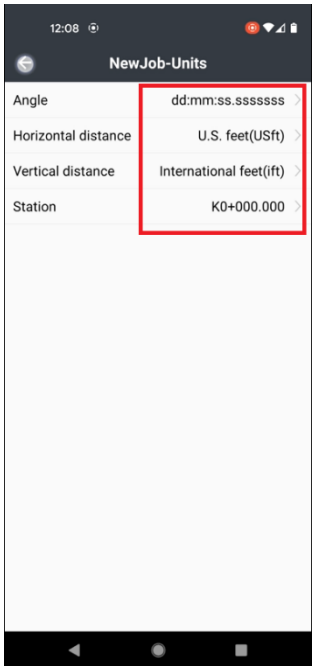 12:08
NewJob-Units
Angle dd:mm:ss.sssssss
Horizontal distance U.S. feet(USft)
Vertical distance International feet(ift)
Station K0+000.000